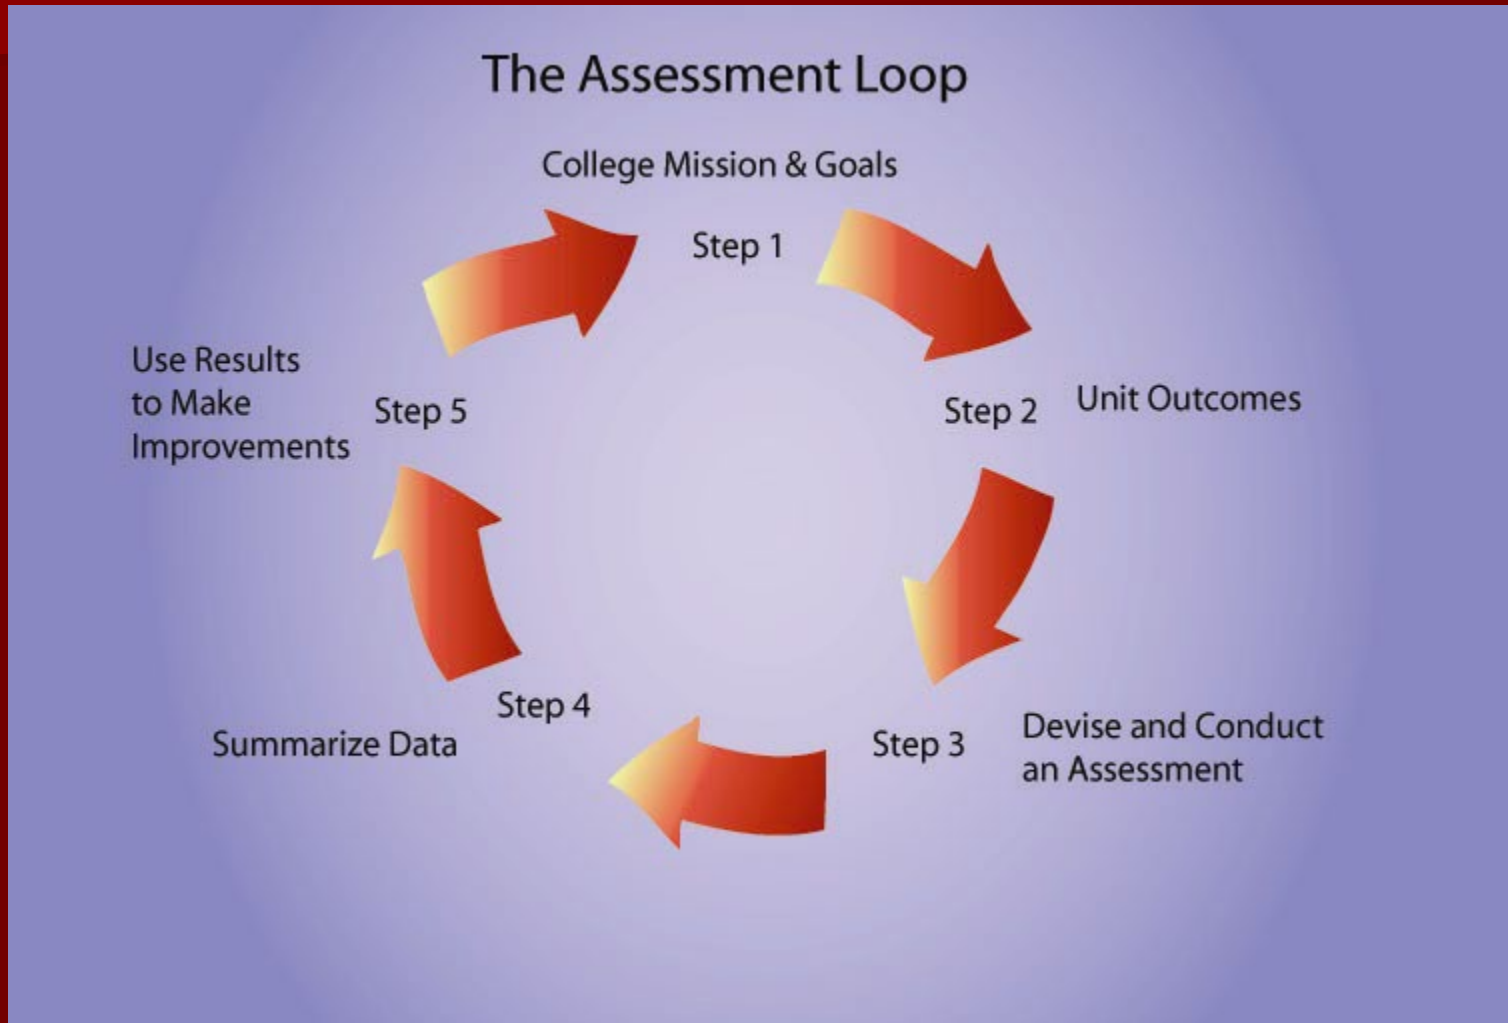 The Assessment Loop
College Mission & Goals
Step 1
Step 2
Unit Outcomes
Step 3
Devise and Conduct
an Assessment
Step 4
Summarize Data
Step 5
Use Results
to Make
Improvements